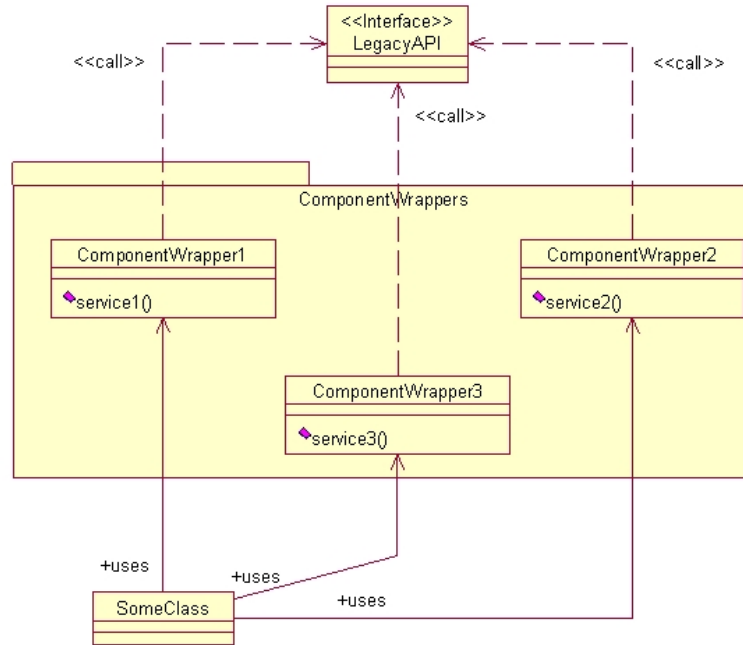 <<Interface>>
LegacyAPI
<<call>>
<<call>>
<<call>>
ComponentWrappers
ComponentWrapper1
service1()
ComponentWrapper2
service2()
ComponentWrapper3
service3()
+uses
+uses
+uses
SomeClass